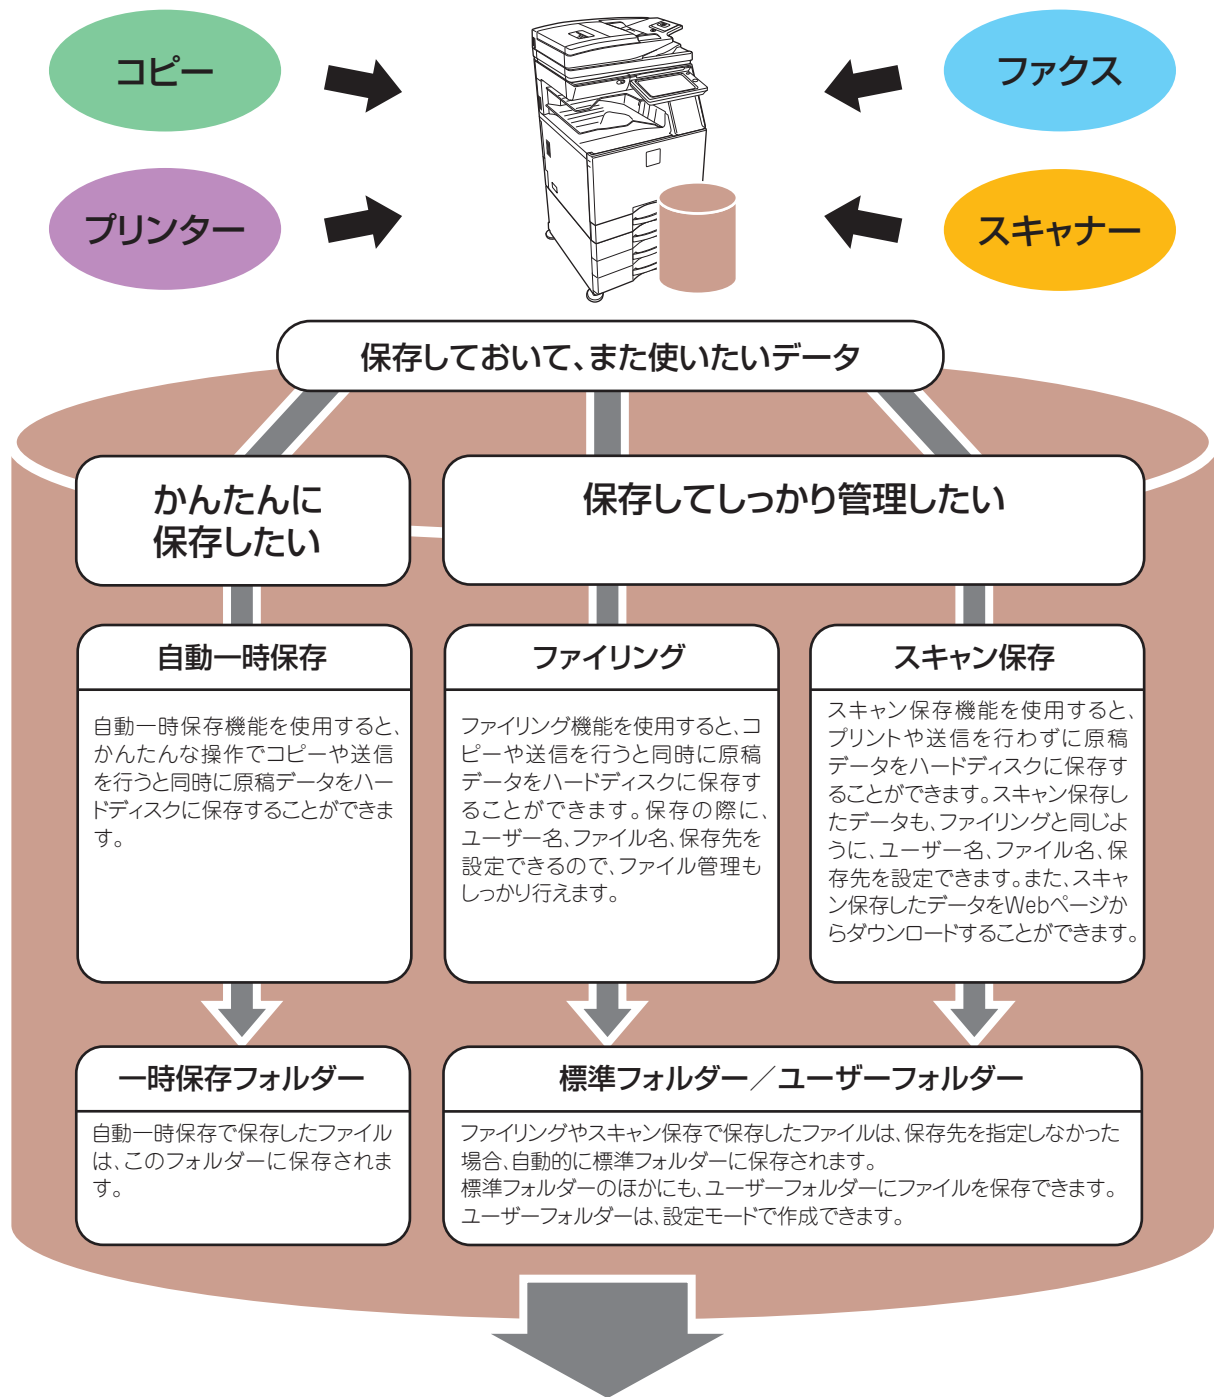 コピー
ファクス
プリンター
スキャナー
保存しておいて、また使いたいデータ
かんたんに
保存したい
保存してしっかり管理したい
自動一時保存
自動一時保存機能を使用すると、
かんたんな操作でコピーや送信
を行うと同時に原稿データをハー
ドディスクに保存することができま
す。
ファイリング
ファイリング機能を使用すると、コ
ピーや送信を行うと同時に原稿
データをハードディスクに保存す
ることができます。保存の際に、
ユーザー名、ファイル名、保存先を
設定できるので、ファイル管理も
しっかり行えます。
スキャン保存
スキャン保存機能を使用すると、
プリントや送信を行わずに原稿
データをハードディスクに保存す
ることができます。スキャン保存し
たデータも、ファイリングと同じよ
うに、ユーザー名、ファイル名、保
存先を設定できます。また、スキャ
ン保存したデータをWebページか
らダウンロードすることができます。
一時保存フォルダー
自動一時保存で保存したファイル
は、このフォルダーに保存されま
す。
標準フォルダー／ユーザーフォルダー
ファイリングやスキャン保存で保存したファイルは、保存先を指定しなかった
場合、自動的に標準フォルダーに保存されます。
標準フォルダーのほかにも、ユーザーフォルダーにファイルを保存できます。
ユーザーフォルダーは、設定モードで作成できます。